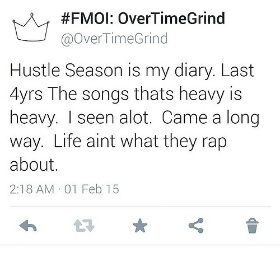 #FMOI: OverTimeGrind
@OverTimeGrind
Hustle Season is my diary. Last
4yrs The songs thats heavy is
heavy.  I seen alot.  Came a long
way.  Life aint what they rap
about.
2:18 AM · 01 Feb 15